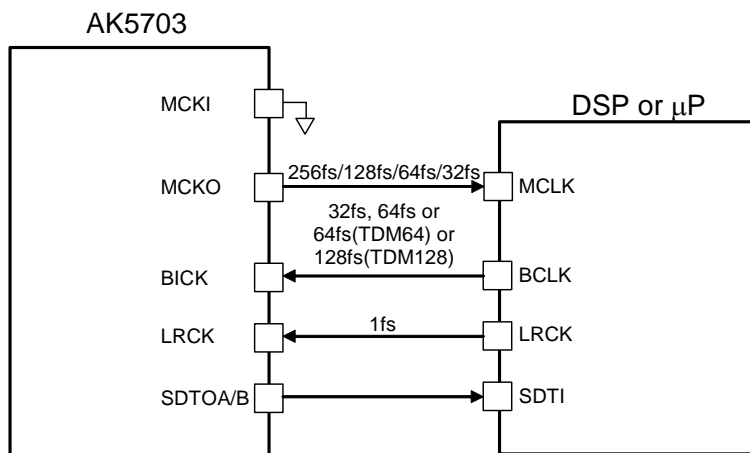 AK5703
DSP or μP
MCKI
MCKO
256fs/128fs/64fs/32fs
MCLK
32fs, 64fs or
64fs(TDM64) or
128fs(TDM128)
BICK
BCLK
LRCK
1fs
LRCK
SDTOA/B
SDTI